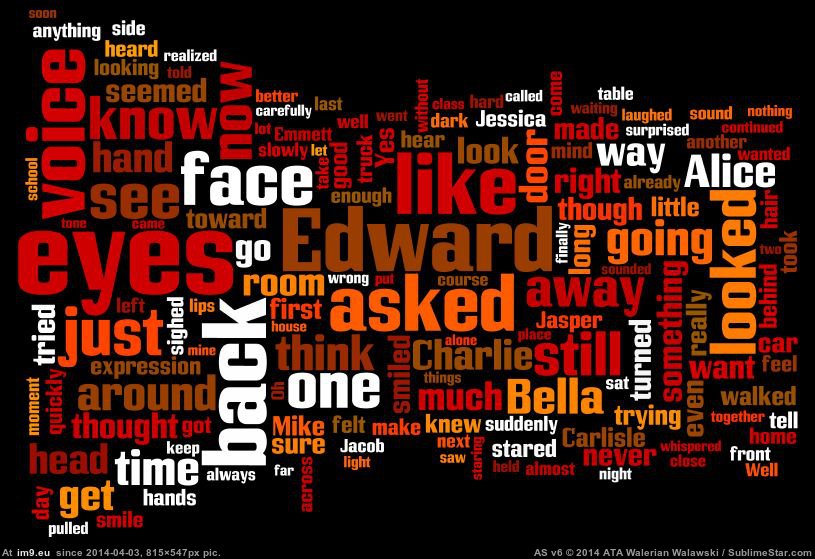 soon
anything
side
heard
realized
looking
told
seemed
voice
know
now
better
carefully
last
lot
Emmett
well
went
without
class
hard
called
come
table
waiting
laughed
sound
nothing
dark
Jessica
made
surprised
continued
hand
slowly
let
take
good
truck
Yes
hear
look
door
mind
way
another
wanted
school
see
face
enough
like
right
already
Alice
toward
though
little
hair
tone
came
eyes
go
Edward
finally
long
going
looked
two
took
room
wrong
put
course
sounded
away
something
behind
tried
left
sighed
lips
back
first
asked
Jasper
really
just
mine
house
think
smiled
Charlie
alone
place
still
turned
car
expression
things
want
feel
moment
quickly
around
Oh
one
much
Bella
sat
even
walked
thought
got
Mike
felt
make
knew
suddenly
trying
together
tell
keep
sure
Jacob
next
staring
stared
Carlisle
never
whispered
home
head
time
always
far
light
saw
held
almost
night
close
front
Well
day
get
hands
across
pulled
smile
At im9.eu since 2014-04-03, 815×547px pic.
AS v6 © 2014 ATA Walerian Walawski / SublimeStar.com